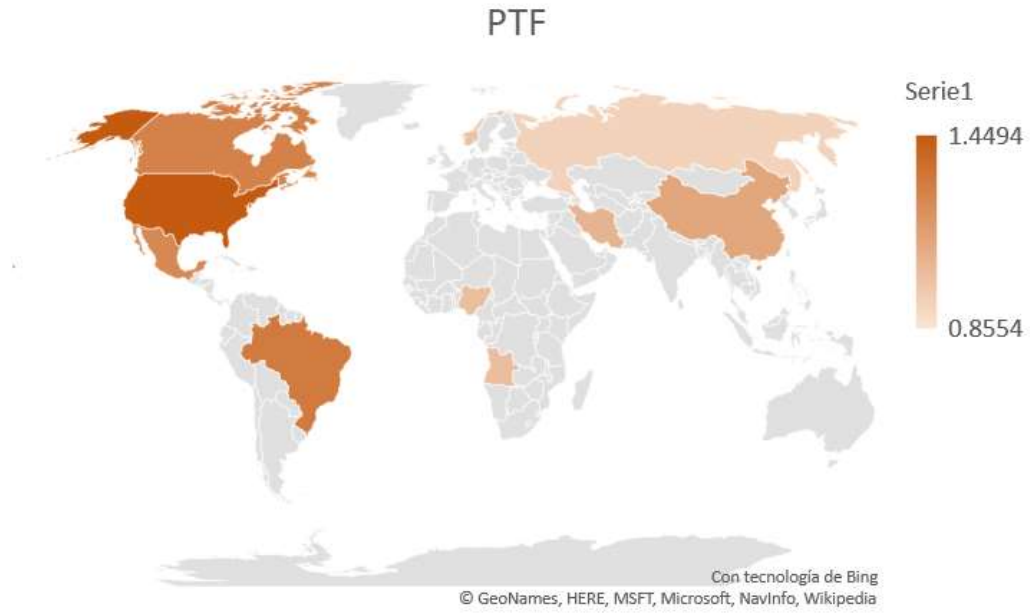 PTF
Serie1
1.4494
0.8554
Con tecnología de Bing
© GeoNames, HERE, MSFT, Microsoft, NavInfo, Wikipedia